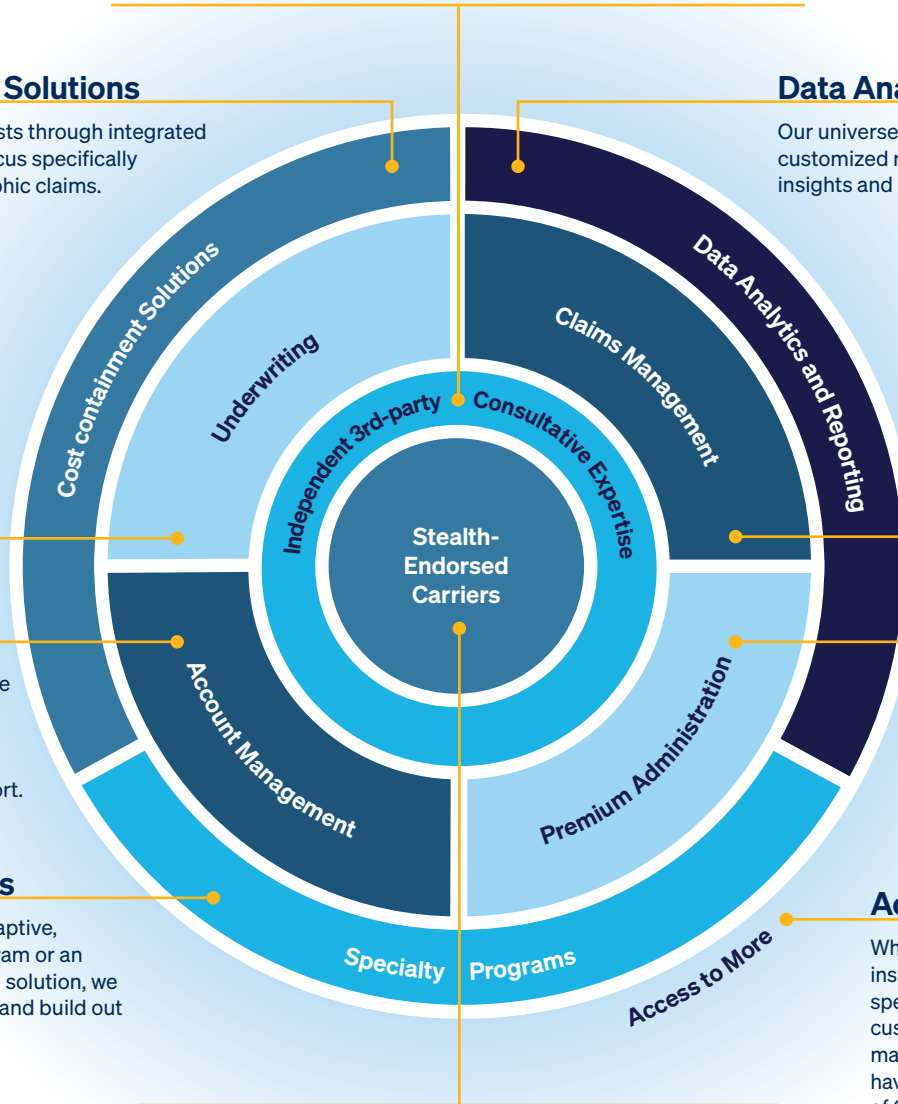 Solutions
sts through integrated
cus specifically
phic claims.
Data Ana
Our universe
customized r
insights and
Cost containment Solutions
Data Analytics and Reporting
Underwriting
Claims Management
Independent 3rd-party Consultative Expertise
Stealth-
Endorsed
Carriers
Account Management
Premium Administration
e
rt.
s
aptive,
ram or an
solution, we
and build out
Specialty Programs
Access to More
Ac
Wh
ins
spe
cus
ma
hav